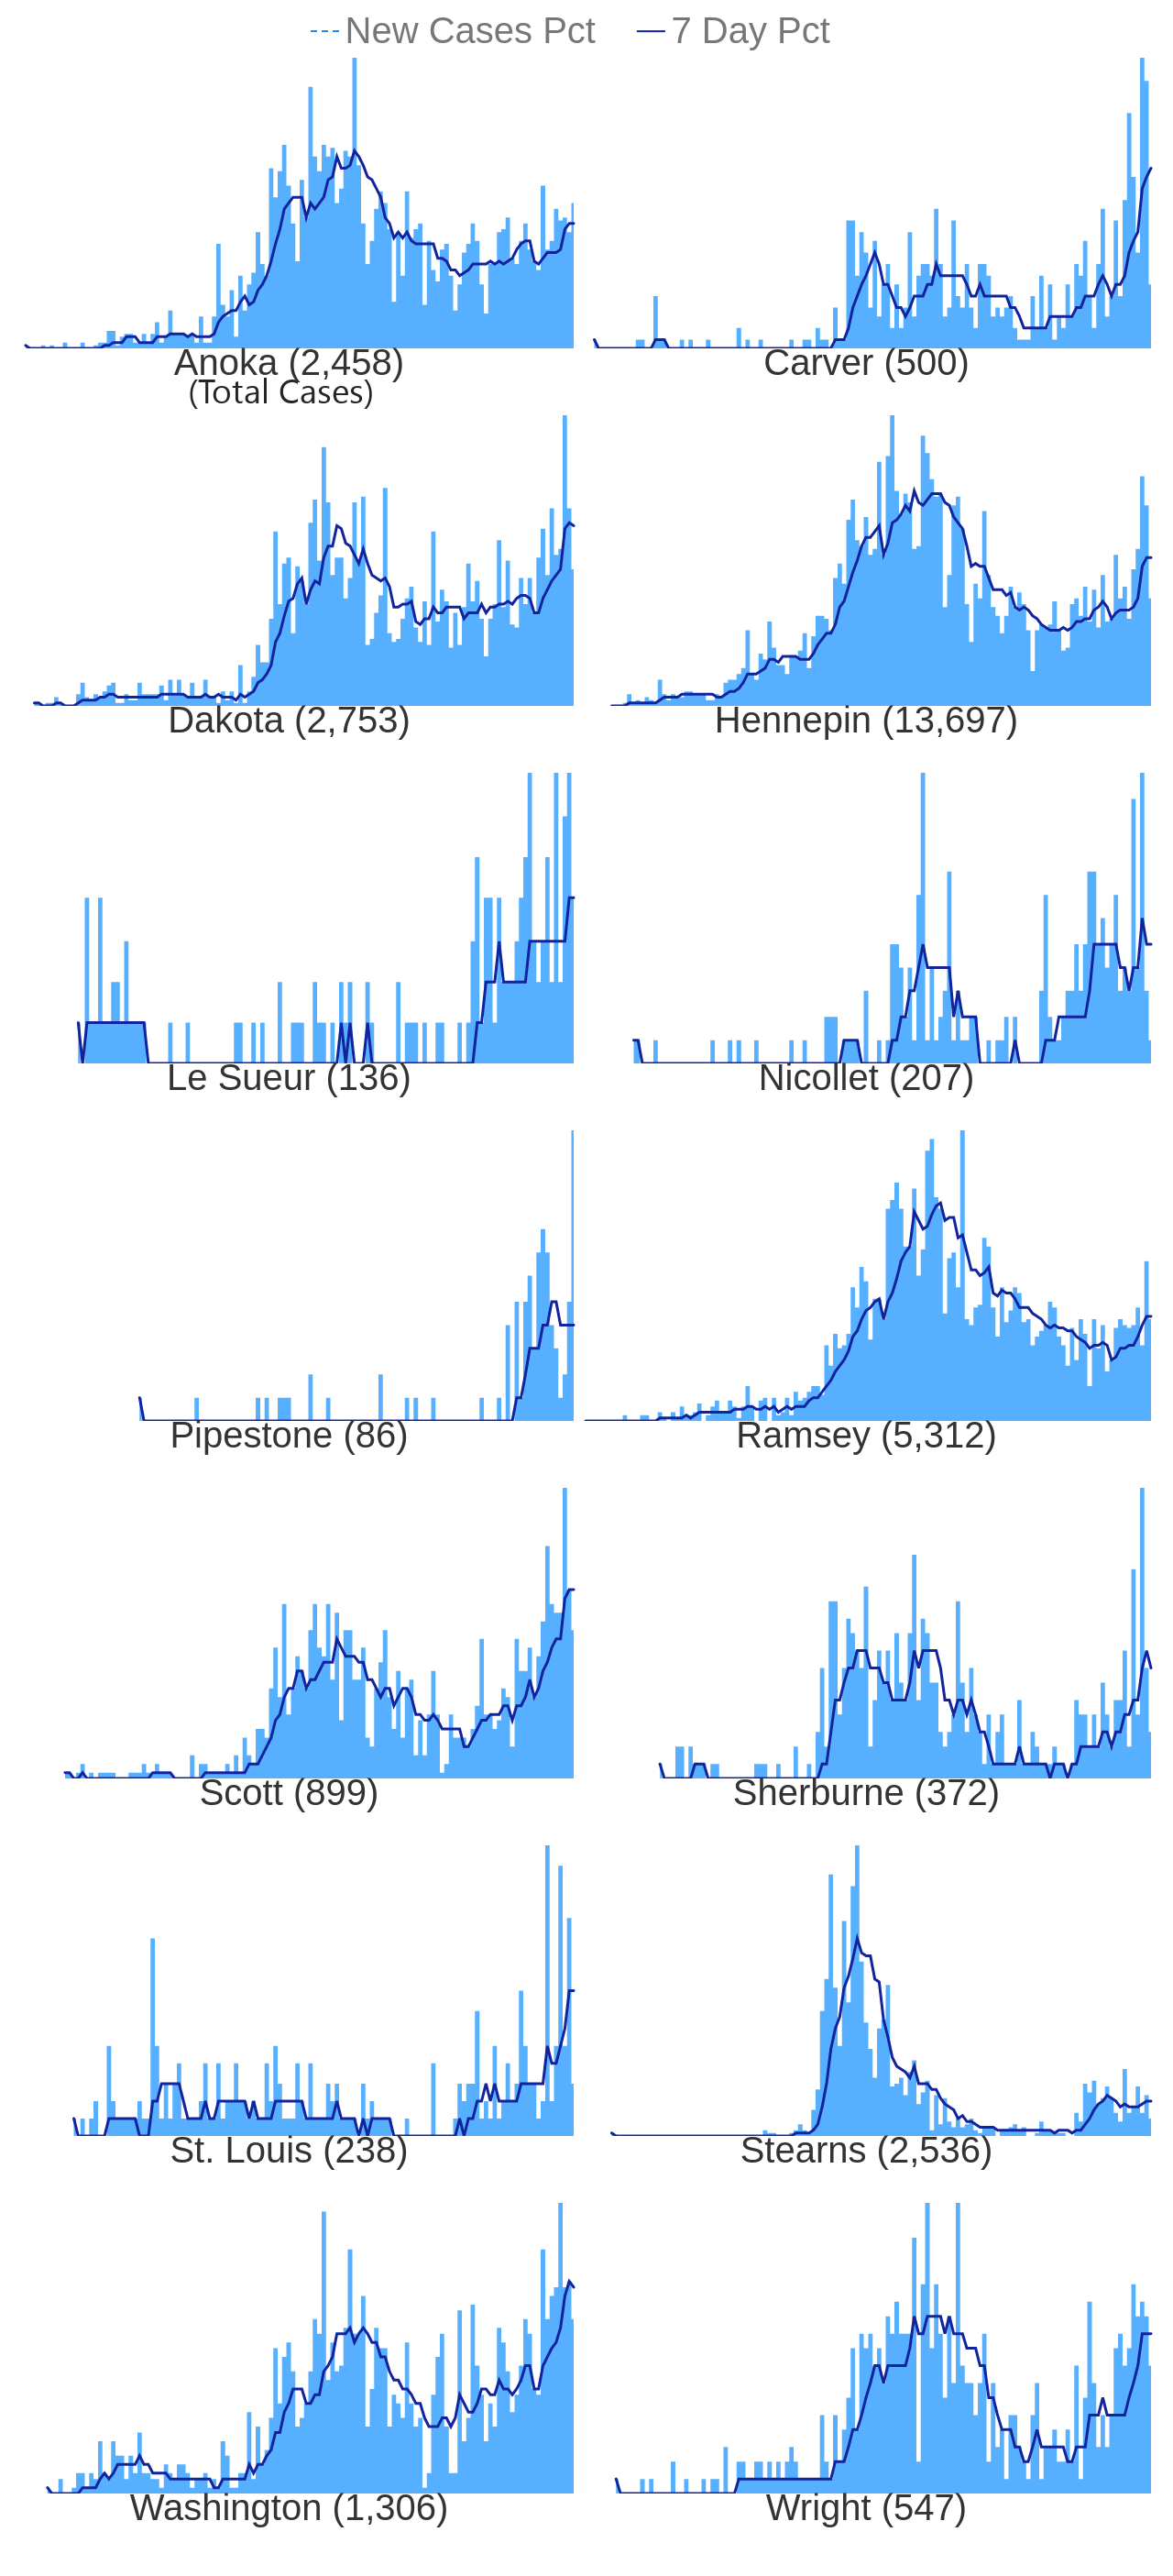 New Cases Pct 7 Day Pct
Anoka (2,458) Carver (500)
(Total Cases)
Dakota (2,753) Hennepin (13,697)
Le Sueur (136) Nicollet (207)
Pipestone (86) Ramsey (5,312)
Scott (899) Sherburne (372)
St. Louis (238) Stearns (2,536)
Washington (1,306) Wright (547)